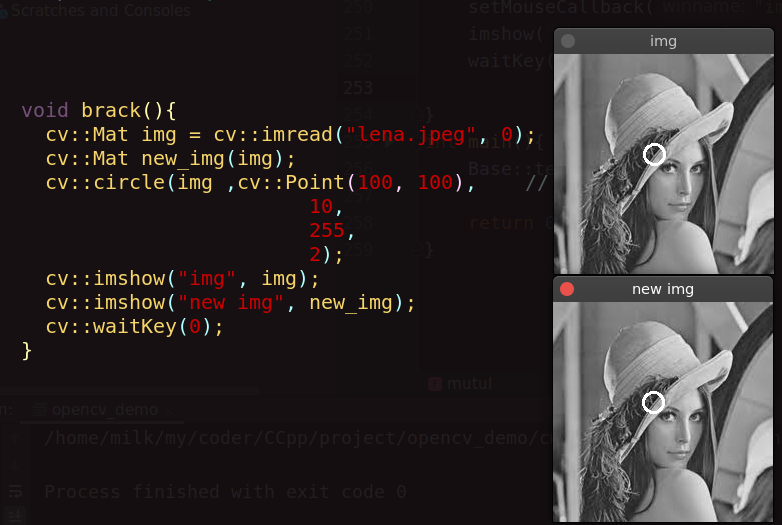 Scratches and Consoles
250
setMouseCallback( winname: "im
251
imshow(
252
waitKey(
253
img
void brack(){
254
}
cv::Mat img = cv::imread("lena.jpeg", 0);
main() {
cv::Mat new_img(img);
256
Base::te
cv::circle(img ,cv::Point(100, 100), //
10,
255,
258
return 0
2);
}
cv::imshow("img", img);
cv::imshow("new img", new_img);
new img
cv::waitKey(0);
}
mutul
n:
opencv_demo
/home/milk/my/coder/CCpp/project/opencv_demo/c
Process finished with exit code 0